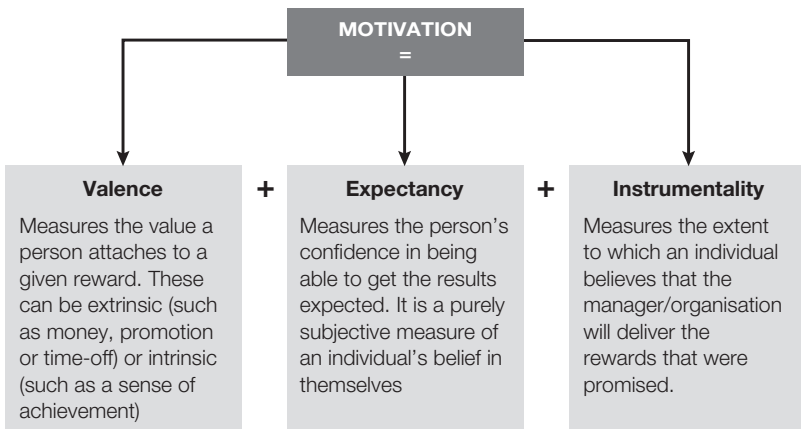 MOTIVATION
=
Valence
Measures the value a
person attaches to a
given reward. These
can be extrinsic (such
as money, promotion
or time-off) or intrinsic
(such as a sense of
achievement)
+
Expectancy
Measures the person’s
confidence in being
able to get the results
expected. It is a purely
subjective measure of
an individual’s belief in
themselves
+
Instrumentality
Measures the extent
to which an individual
believes that the
manager/organisation
will deliver the
rewards that were
promised.